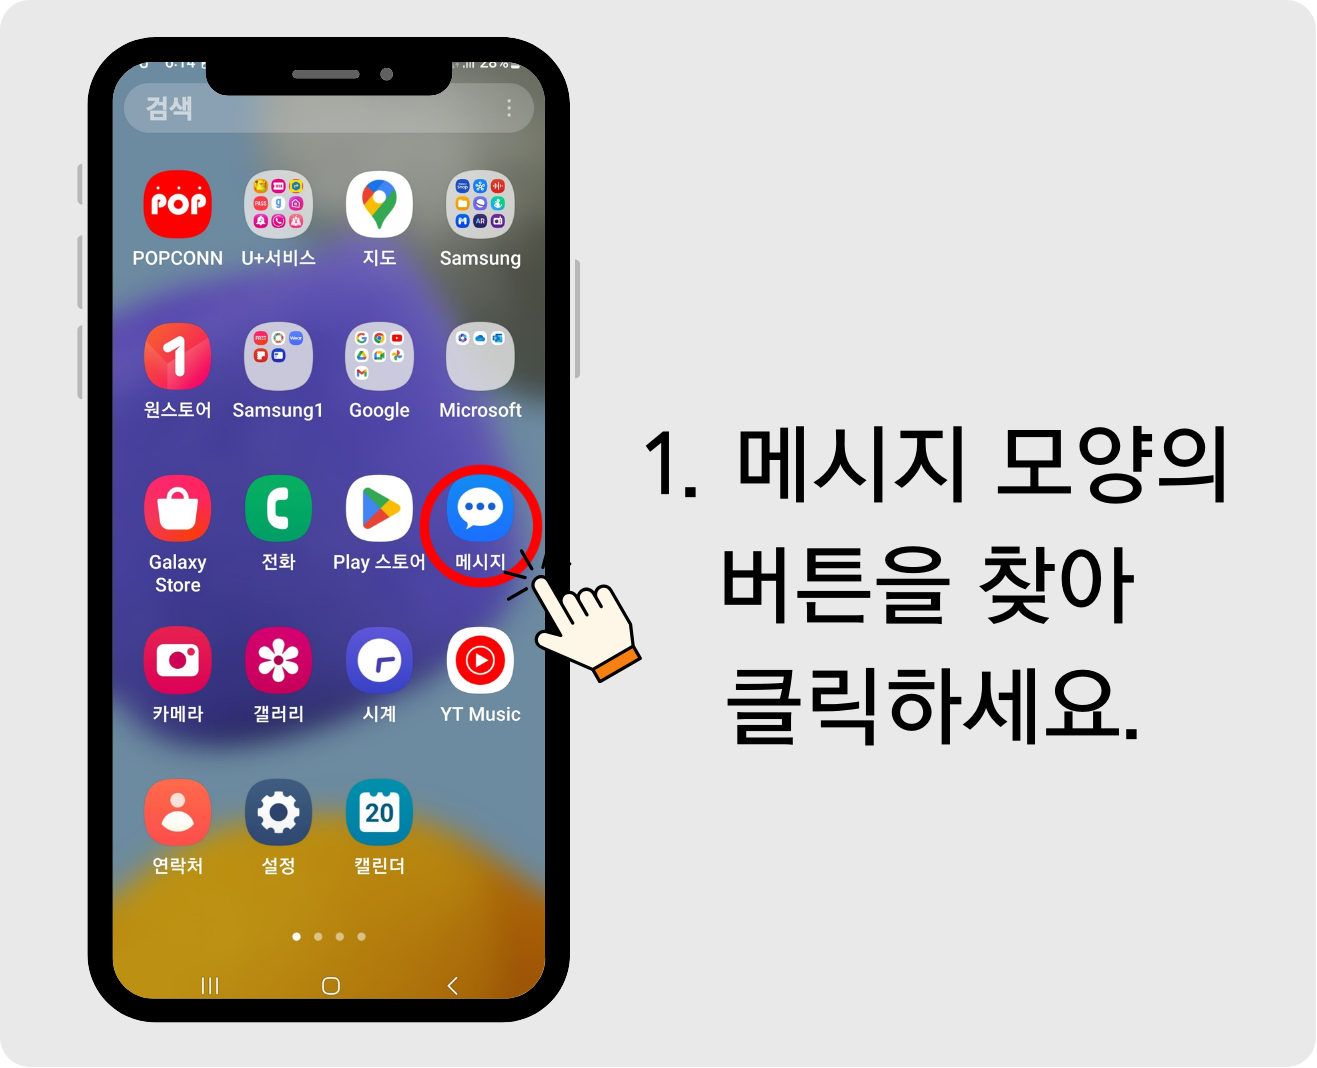 검색
POP
POPCONN U+서비스 지도 Samsung
원스토어 Samsung1 Google Microsoft
Galaxy Store 전화 Play 스토어 메시지
카메라 갤러리 시계 YT Music
20
연락처 설정 캘린더
1. 메시지 모양의
버튼을 찾아
클릭하세요.